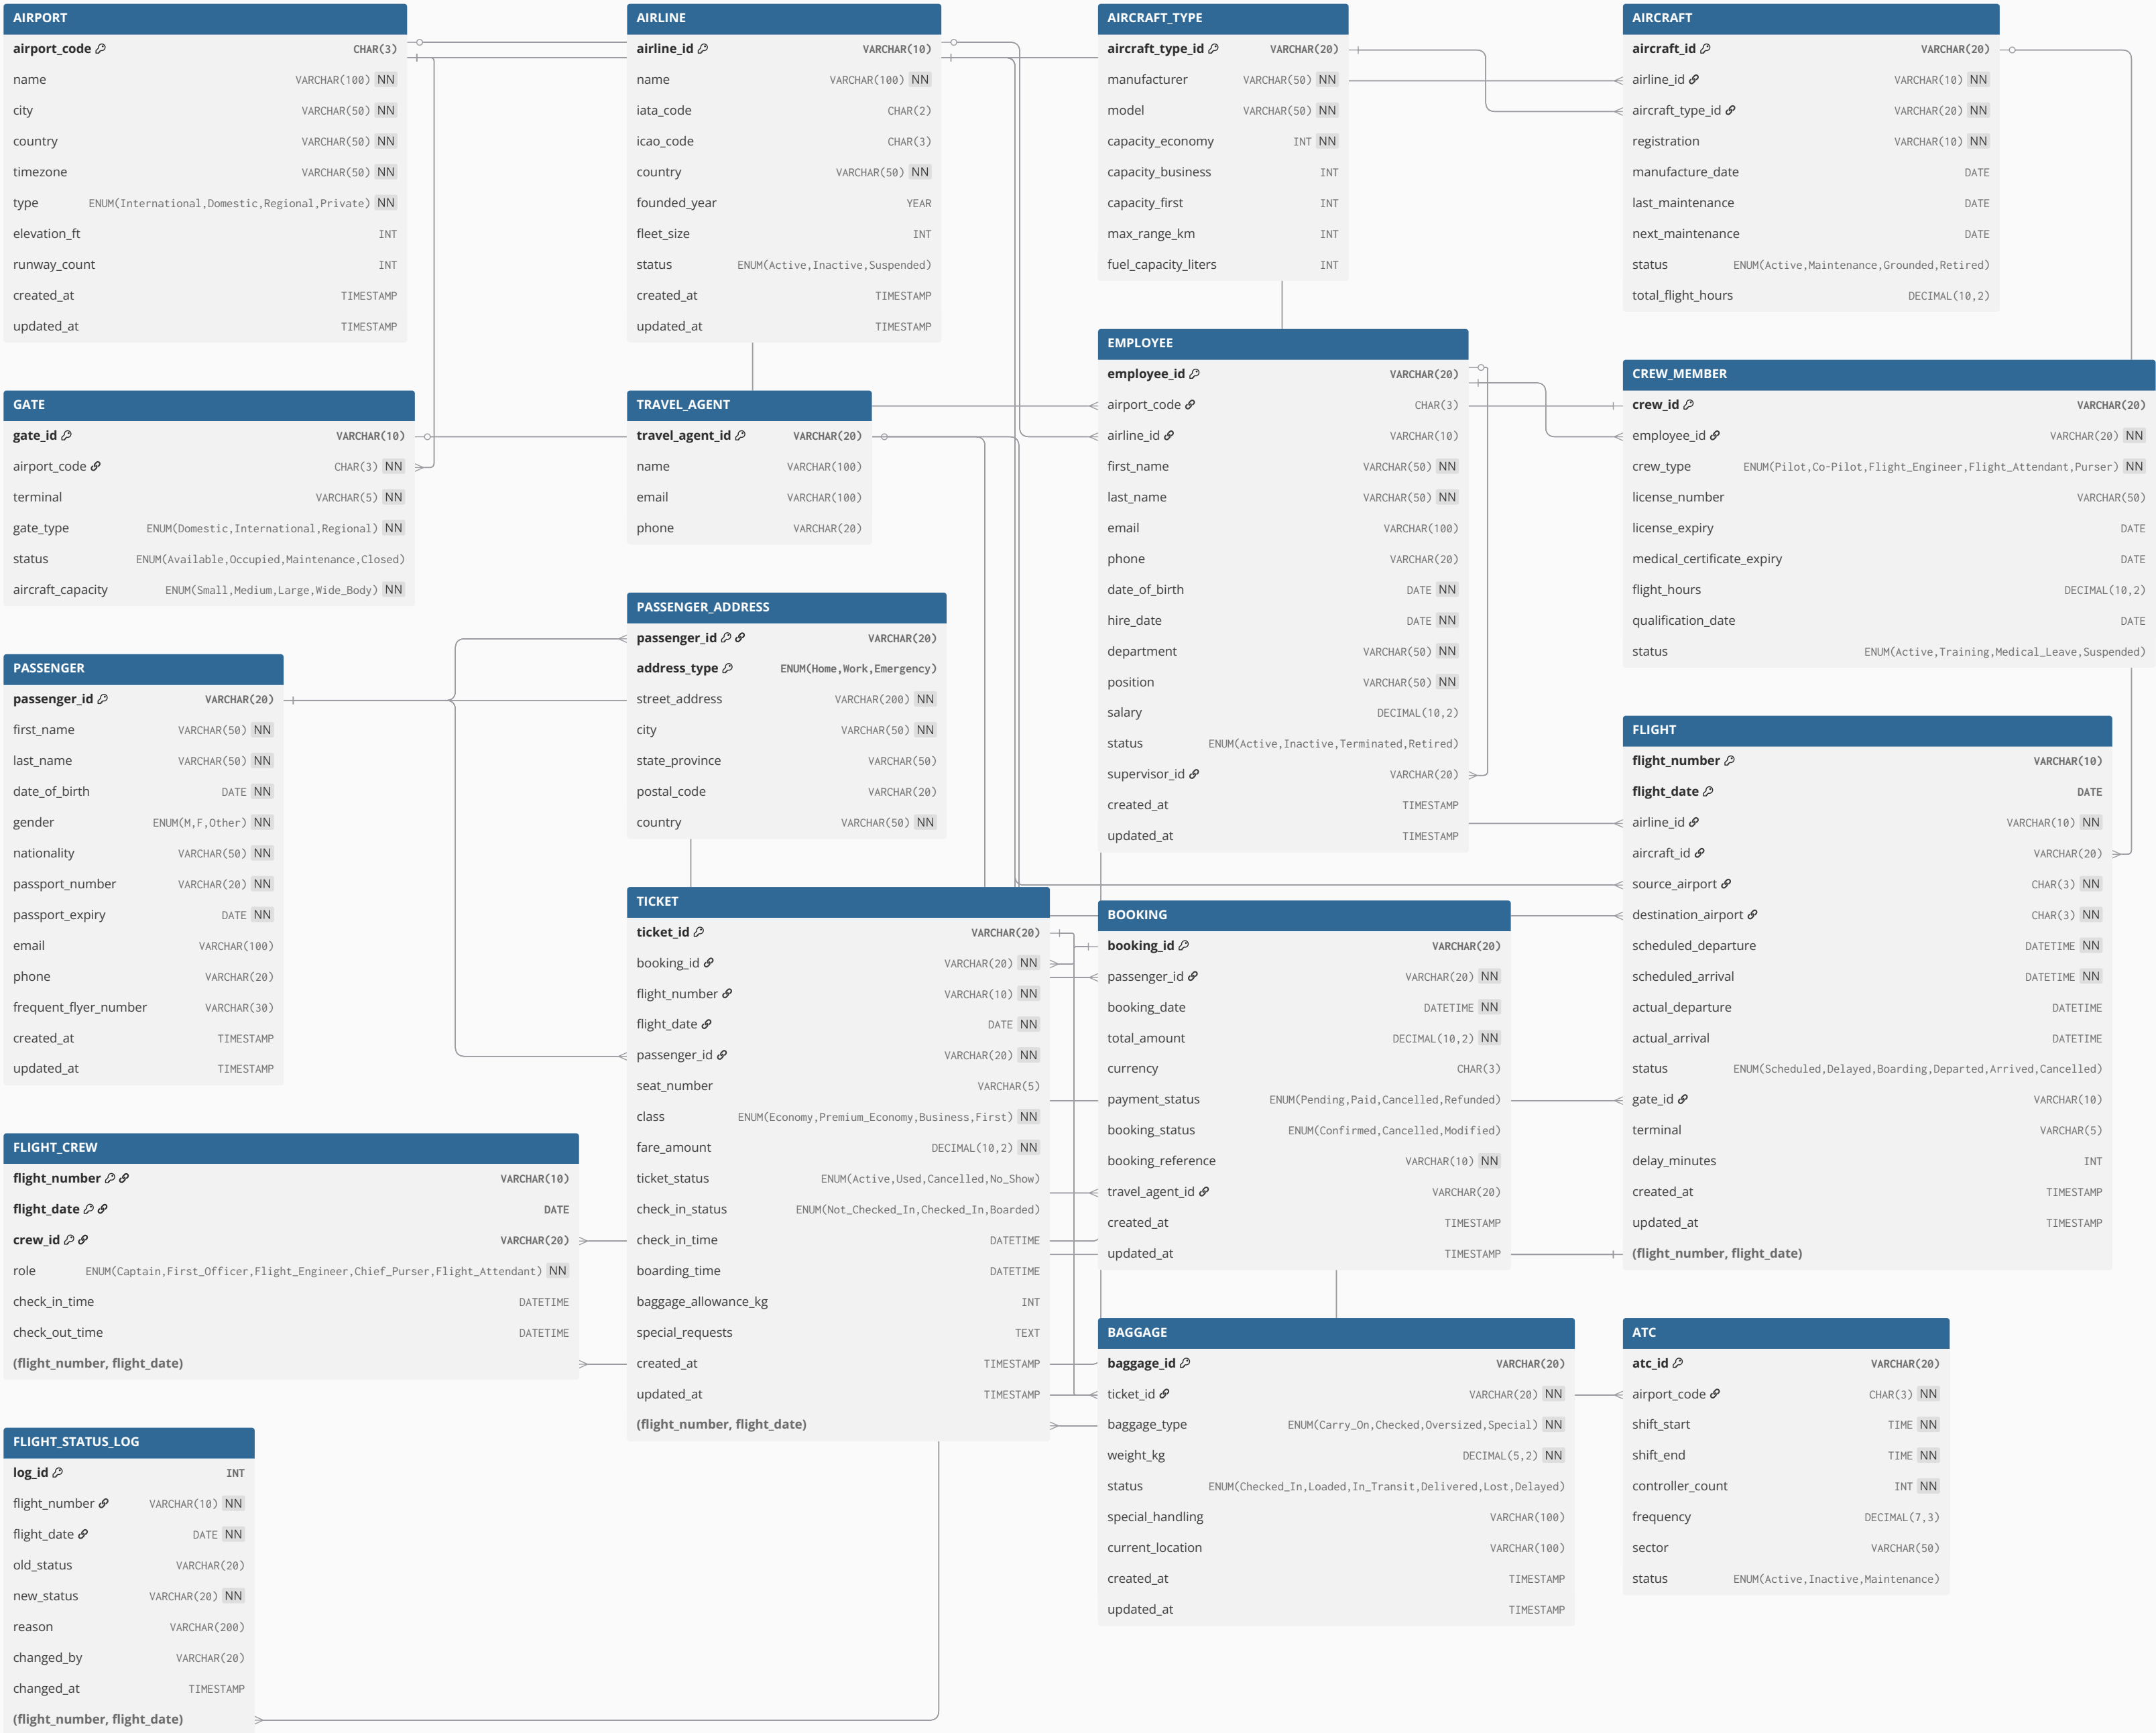 AIRPORT
airport_code CHAR(3)
name VARCHAR(100) NN
city VARCHAR(50) NN
country VARCHAR(50) NN
timezone VARCHAR(50) NN
type ENUM(International,Domestic,Regional,Private) NN
elevation_ft INT
runway_count INT
created_at TIMESTAMP
updated_at TIMESTAMP
AIRLINE
airline_id VARCHAR(10)
name VARCHAR(100) NN
iata_code CHAR(2)
icao_code CHAR(3)
country VARCHAR(50) NN
founded_year YEAR
fleet_size INT
status ENUM(Active,Inactive,Suspended)
created_at TIMESTAMP
updated_at TIMESTAMP
AIRCRAFT_TYPE
aircraft_type_id VARCHAR(20)
manufacturer VARCHAR(50) NN
model VARCHAR(50) NN
capacity_economy INT NN
capacity_business INT
capacity_first INT
max_range_km INT
fuel_capacity_liters INT
AIRCRAFT
aircraft_id VARCHAR(20)
airline_id VARCHAR(10) NN
aircraft_type_id VARCHAR(20) NN
registration VARCHAR(10) NN
manufacture_date DATE
last_maintenance DATE
next_maintenance DATE
status ENUM(Active,Maintenance,Grounded,Retired)
total_flight_hours DECIMAL(10,2)
GATE
gate_id VARCHAR(10)
airport_code CHAR(3) NN
terminal VARCHAR(5) NN
gate_type ENUM(Domestic,International,Regional) NN
status ENUM(Available,Occupied,Maintenance,Closed)
aircraft_capacity ENUM(Small,Medium,Large,Wide_Body) NN
TRAVEL_AGENT
travel_agent_id VARCHAR(20)
name VARCHAR(100)
email VARCHAR(100)
phone VARCHAR(20)
EMPLOYEE
employee_id VARCHAR(20)
airport_code CHAR(3)
airline_id VARCHAR(10)
first_name VARCHAR(50) NN
last_name VARCHAR(50) NN
email VARCHAR(100)
phone VARCHAR(20)
date_of_birth DATE NN
hire_date DATE NN
department VARCHAR(50) NN
position VARCHAR(50) NN
salary DECIMAL(10,2)
status ENUM(Active,Inactive,Terminated,Retired)
supervisor_id VARCHAR(20)
created_at TIMESTAMP
updated_at TIMESTAMP
CREW_MEMBER
crew_id VARCHAR(20)
employee_id VARCHAR(20) NN
crew_type ENUM(Pilot,Co-Pilot,Flight_Engineer,Flight_Attendant,Purser) NN
license_number VARCHAR(50)
license_expiry DATE
medical_certificate_expiry DATE
flight_hours DECIMAL(10,2)
qualification_date DATE
status ENUM(Active,Training,Medical_Leave,Suspended)
PASSENGER_ADDRESS
passenger_id VARCHAR(20)
address_type ENUM(Home,Work,Emergency)
street_address VARCHAR(200) NN
city VARCHAR(50) NN
state_province VARCHAR(50)
postal_code VARCHAR(20)
country VARCHAR(50) NN
PASSENGER
passenger_id VARCHAR(20)
first_name VARCHAR(50) NN
last_name VARCHAR(50) NN
date_of_birth DATE NN
gender ENUM(M,F,Other) NN
nationality VARCHAR(50) NN
passport_number VARCHAR(20) NN
passport_expiry DATE NN
email VARCHAR(100)
phone VARCHAR(20)
frequent_flyer_number VARCHAR(30)
created_at TIMESTAMP
updated_at TIMESTAMP
FLIGHT
flight_number VARCHAR(10)
flight_date DATE
airline_id VARCHAR(10) NN
aircraft_id VARCHAR(20)
source_airport CHAR(3) NN
destination_airport CHAR(3) NN
scheduled_departure DATETIME NN
scheduled_arrival DATETIME NN
actual_departure DATETIME
actual_arrival DATETIME
status ENUM(Scheduled,Delayed,Boarding,Departed,Arrived,Cancelled)
gate_id VARCHAR(10)
terminal VARCHAR(5)
delay_minutes INT
created_at TIMESTAMP
updated_at TIMESTAMP
(flight_number, flight_date)
TICKET
ticket_id VARCHAR(20)
booking_id VARCHAR(20) NN
flight_number VARCHAR(10) NN
flight_date DATE NN
passenger_id VARCHAR(20) NN
seat_number VARCHAR(5)
class ENUM(Economy,Premium_Economy,Business,First) NN
fare_amount DECIMAL(10,2) NN
ticket_status ENUM(Active,Used,Cancelled,No_Show)
check_in_status ENUM(Not_Checked_In,Checked_In,Boarded)
check_in_time DATETIME
boarding_time DATETIME
baggage_allowance_kg INT
special_requests TEXT
created_at TIMESTAMP
updated_at TIMESTAMP
(flight_number, flight_date)
BOOKING
booking_id VARCHAR(20)
passenger_id VARCHAR(20) NN
booking_date DATETIME NN
total_amount DECIMAL(10,2) NN
currency CHAR(3)
payment_status ENUM(Pending,Paid,Cancelled,Refunded)
booking_status ENUM(Confirmed,Cancelled,Modified)
booking_reference VARCHAR(10) NN
travel_agent_id VARCHAR(20)
created_at TIMESTAMP
updated_at TIMESTAMP
FLIGHT_CREW
flight_number VARCHAR(10)
flight_date DATE
crew_id VARCHAR(20)
role ENUM(Captain,First_Officer,Flight_Engineer,Chief_Purser,Flight_Attendant) NN
check_in_time DATETIME
check_out_time DATETIME
(flight_number, flight_date)
BAGGAGE
baggage_id VARCHAR(20)
ticket_id VARCHAR(20) NN
baggage_type ENUM(Carry_On,Checked,Oversized,Special) NN
weight_kg DECIMAL(5,2) NN
status ENUM(Checked_In,Loaded,In_Transit,Delivered,Lost,Delayed)
special_handling VARCHAR(100)
current_location VARCHAR(100)
created_at TIMESTAMP
updated_at TIMESTAMP
ATC
atc_id VARCHAR(20)
airport_code CHAR(3) NN
shift_start TIME NN
shift_end TIME NN
controller_count INT NN
frequency DECIMAL(7,3)
sector VARCHAR(50)
status ENUM(Active,Inactive,Maintenance)
FLIGHT_STATUS_LOG
log_id INT
flight_number VARCHAR(10) NN
flight_date DATE NN
old_status VARCHAR(20)
new_status VARCHAR(20) NN
reason VARCHAR(200)
changed_by VARCHAR(20)
changed_at TIMESTAMP
(flight_number, flight_date)